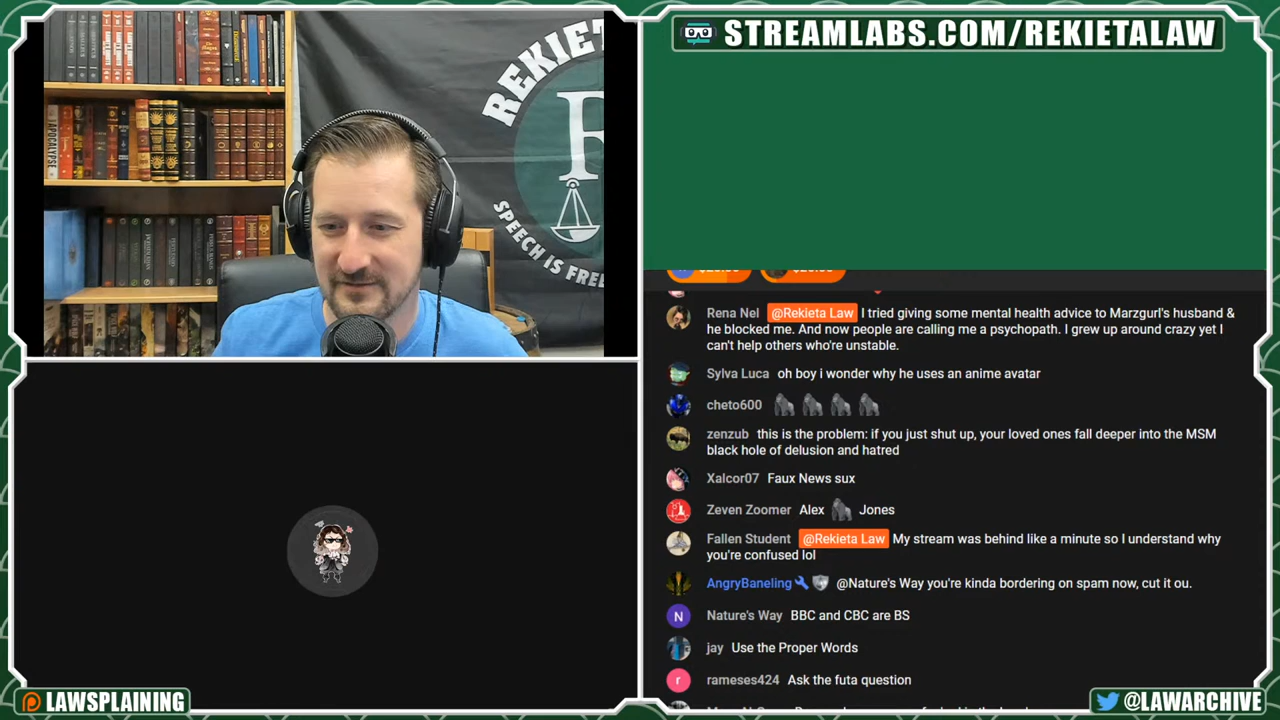 STREAMLABS.COM/REKIETALAW
REKIET
R
SPEECH IS FREE
APOCALYPSE
Rena Nel @Rekieta Law I tried giving some mental health advice to Marzgurl's husband &
he blocked me. And now people are calling me a psychopath. I grew up around crazy yet I
can't help others who're unstable.
Sylva Luca oh boy i wonder why he uses an anime avatar
cheto600
zenzub this is the problem: if you just shut up, your loved ones fall deeper into the MSM
black hole of delusion and hatred
Xalcor07 Faux News sux
Zeven Zoomer Alex Jones
Fallen Student @Rekieta Law My stream was behind like a minute so I understand why
you're confused lol
AngryBaneling @Nature's Way you're kinda bordering on spam now, cut it ou.
N Nature's Way BBC and CBC are BS
jay Use the Proper Words
r rameses424 Ask the futa question
LAWSPLAINING
@LAWARCHIVE